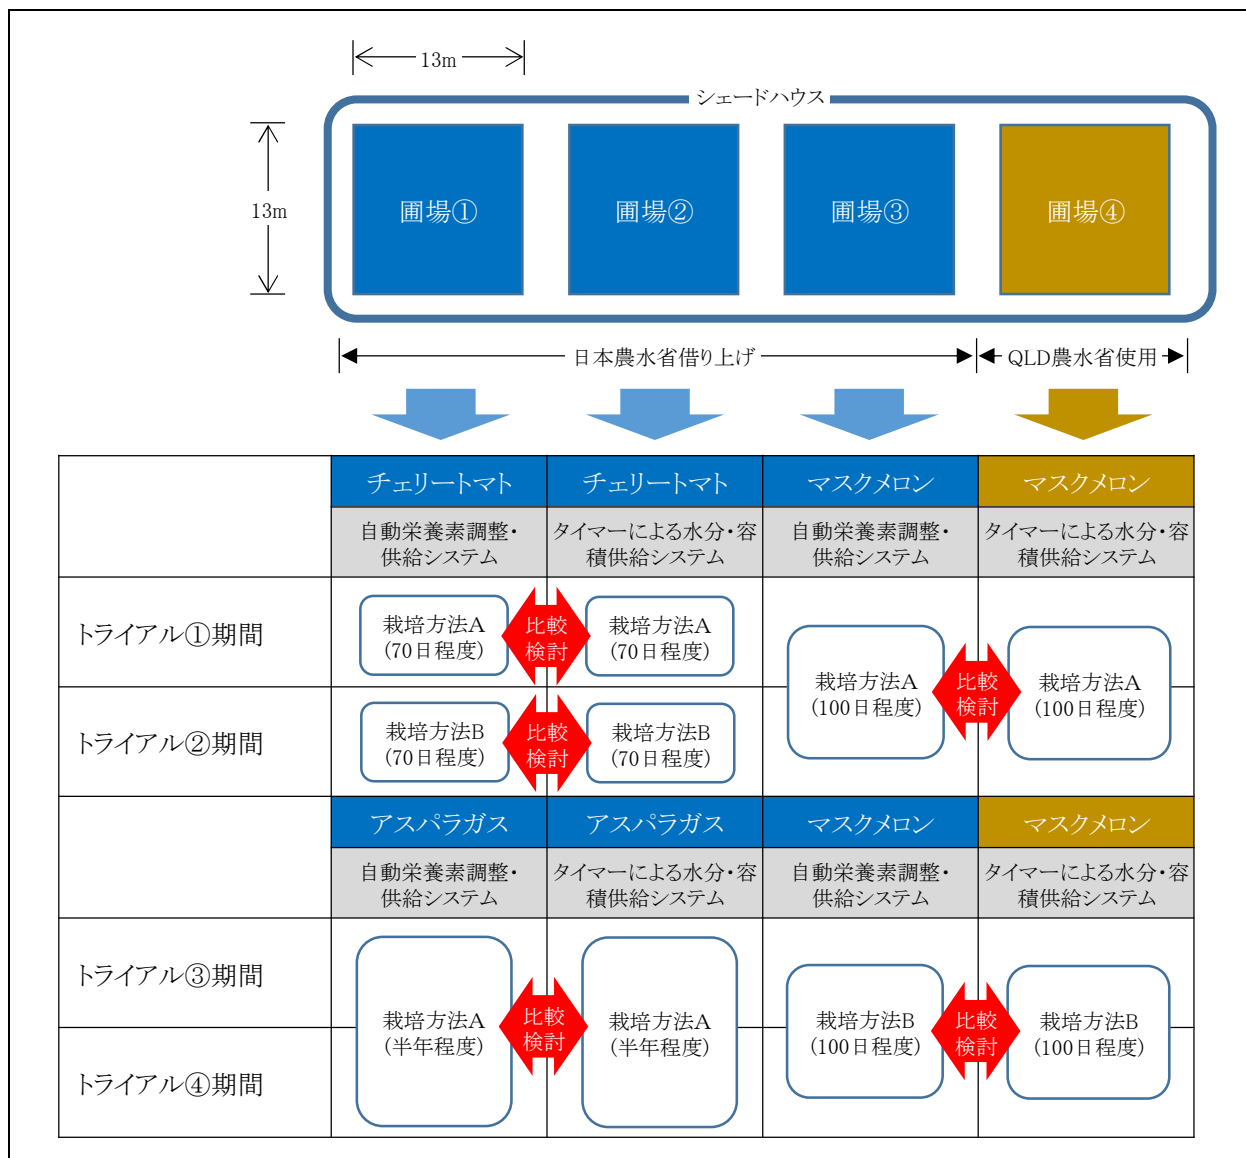 13m
シェードハウス
13m
圃場①
圃場②
圃場③
圃場④
日本農水省借り上げ
QLD農水省使用
チェリートマト
チェリートマト
マスクメロン
マスクメロン
自動栄養素調整・
供給システム
タイマーによる水分・容
積供給システム
自動栄養素調整・
供給システム
タイマーによる水分・容
積供給システム
トライアル①期間
栽培方法A
(70日程度)
比較
検討
栽培方法A
(70日程度)
栽培方法A
(100日程度)
比較
検討
栽培方法A
(100日程度)
トライアル②期間
栽培方法B
(70日程度)
比較
検討
栽培方法B
(70日程度)
アスパラガス
アスパラガス
マスクメロン
マスクメロン
自動栄養素調整・
供給システム
タイマーによる水分・容
積供給システム
自動栄養素調整・
供給システム
タイマーによる水分・容
積供給システム
トライアル③期間
栽培方法A
(半年程度)
比較
検討
栽培方法A
(半年程度)
栽培方法B
(100日程度)
比較
検討
栽培方法B
(100日程度)
トライアル④期間